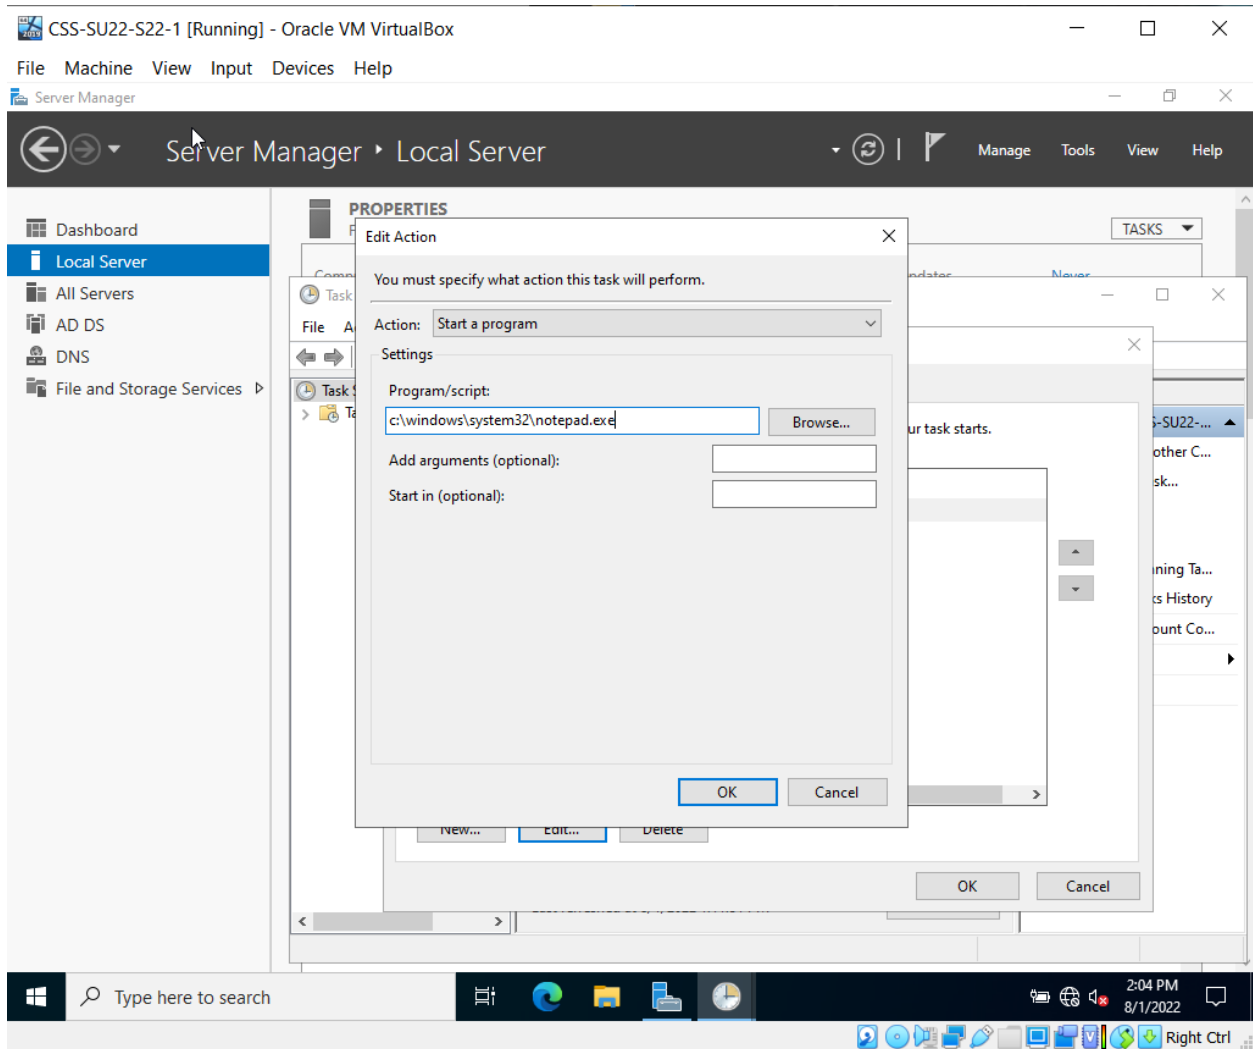 CSS-SU22-S22-1 [Running] - Oracle VM VirtualBox
File Machine View Input Devices Help
Server Manager
Server Manager • Local Server
Manage Tools View Help
Dashboard
Local Server
All Servers
AD DS
DNS
File and Storage Services
PROPERTIES
TASKS
Never
Task
File
Edit Action
You must specify what action this task will perform.
Action: Start a program
Settings
Program/script:
c:\windows\system32\notepad.exe
Browse...
Add arguments (optional):
Start in (optional):
OK Cancel
ur task starts.
Task S
Ta
S-SU22-...
other C...
sk...
ning Ta...
ks History
ount Co...
New... Edit... Delete
OK Cancel
Type here to search
2:04 PM
8/1/2022
Right Ctrl